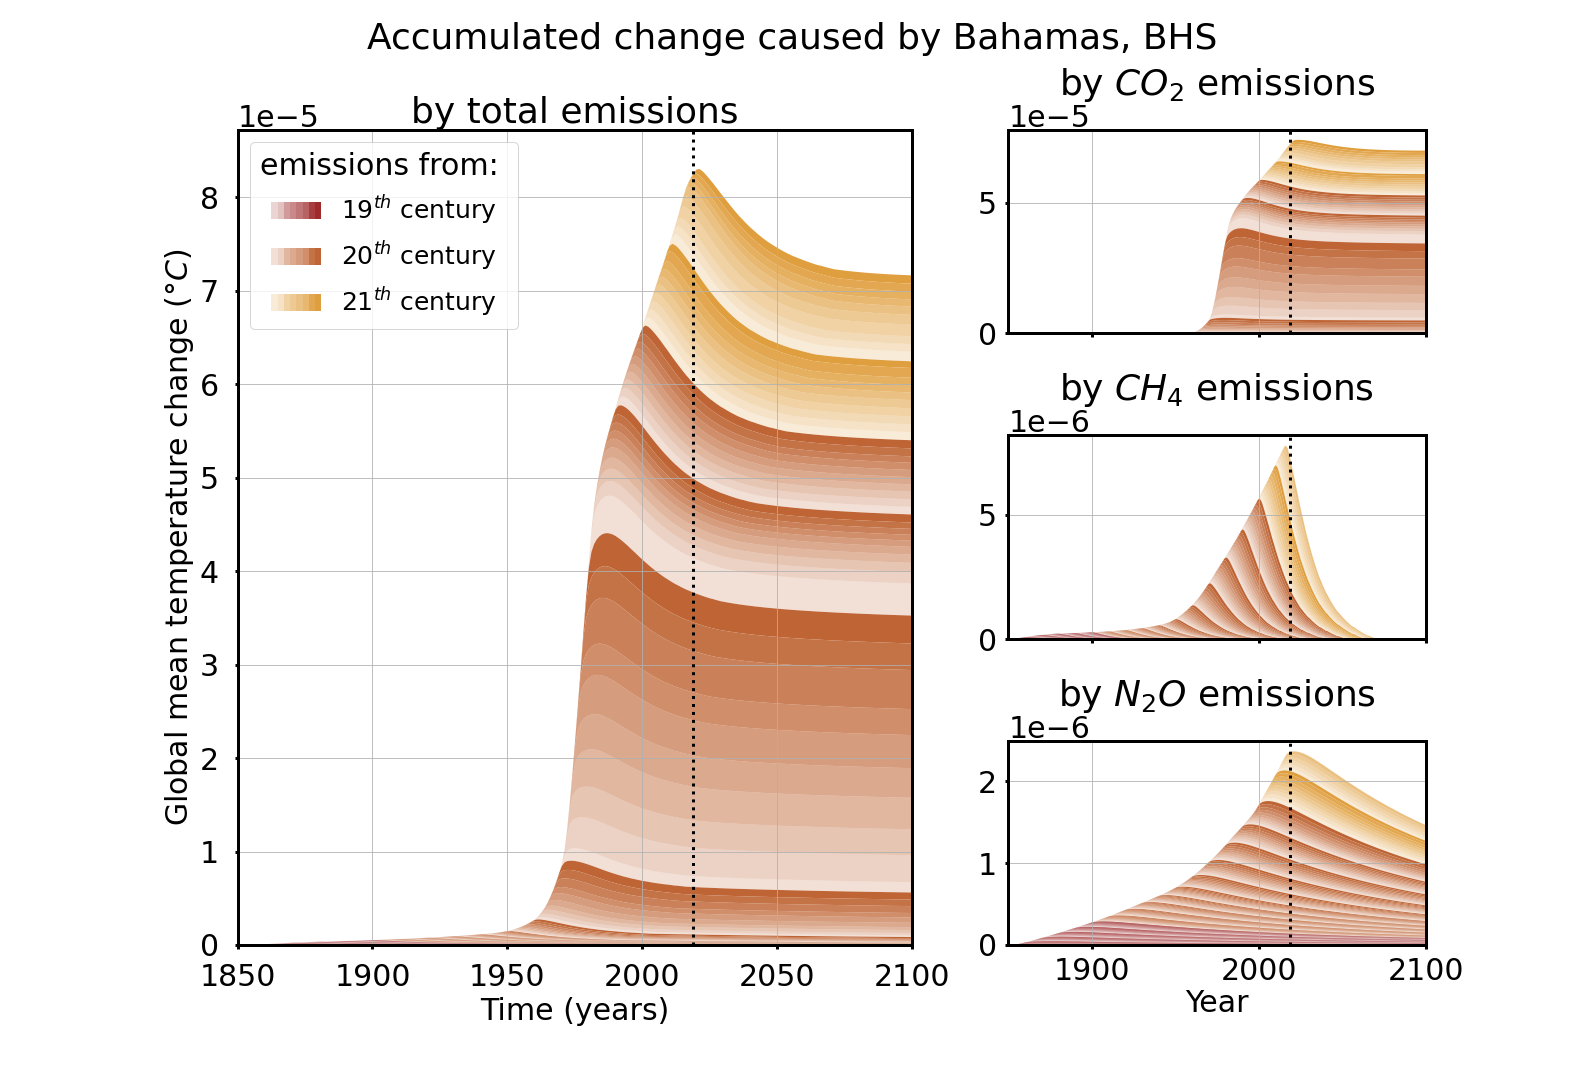 Accumulated change caused by Bahamas, BHS
by total emissions
1e−5
emissions from:
19th century
20th century
21th century
8
7
6
5
4
3
2
1
0
Global mean temperature change (°C)
1850 1900 1950 2000 2050 2100
Time (years)
by CO2 emissions
1e−5
5
0
by CH4 emissions
1e−6
5
0
by N2O emissions
1e−6
2
1
0
1900 2000 2100
Year